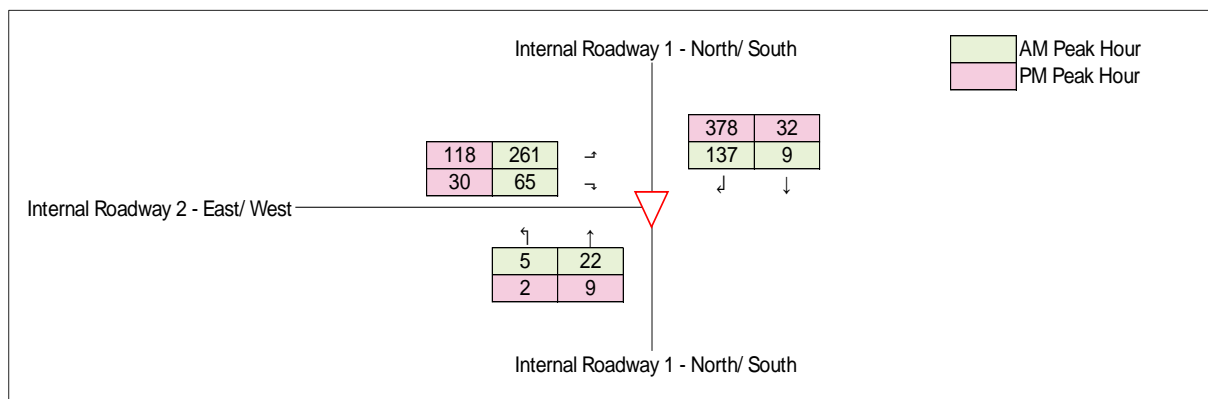 Internal Roadway 1 - North/ South
AM Peak Hour
PM Peak Hour
378 32
137 9
↲ ↓
118 261
30 65
Internal Roadway 2 - East/ West
↰ ↑
5 22
2 9
Internal Roadway 1 - North/ South